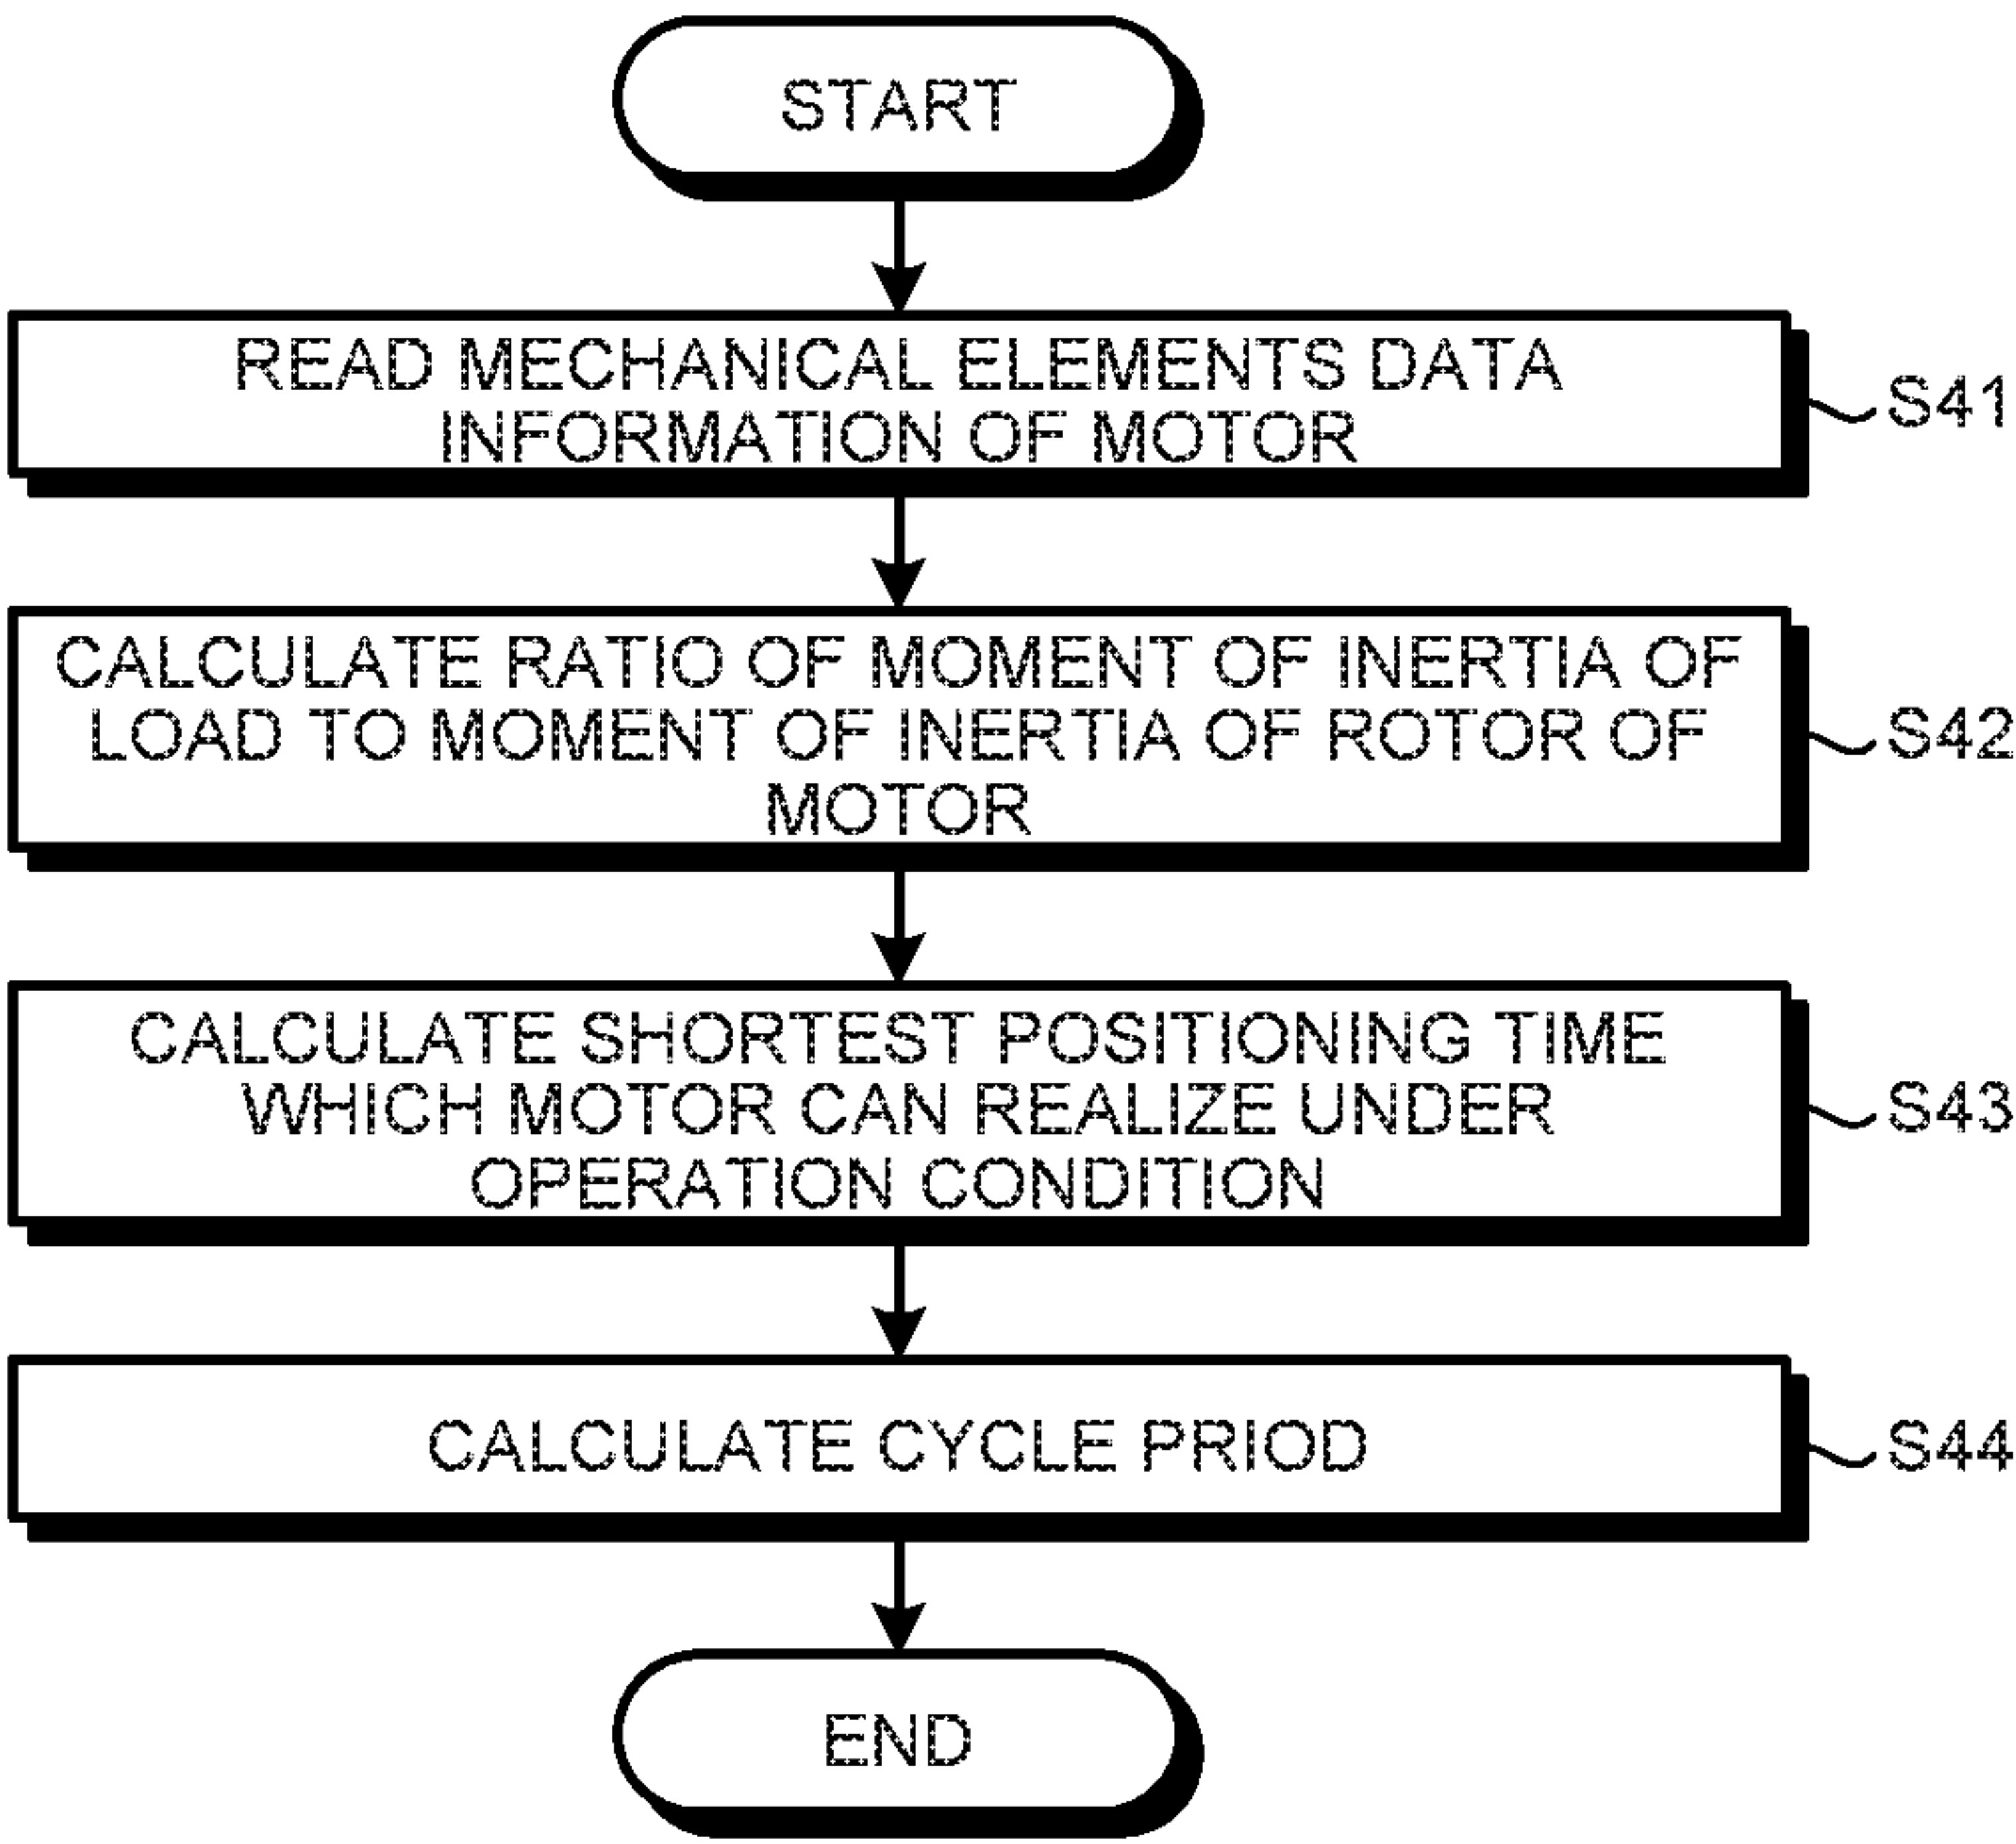 START
READ MECHANICAL ELEMENTS DATA
INFORMATION OF MOTOR
S41
CALCULATE RATIO OF MOMENT OF INERTIA OF
LOAD TO MOMENT OF INERTIA OF ROTOR OF
MOTOR
S42
CALCULATE SHORTEST POSITIONING TIME
WHICH MOTOR CAN REALIZE UNDER
OPERATION CONDITION
S43
CALCULATE CYCLE PRIOD
S44
END